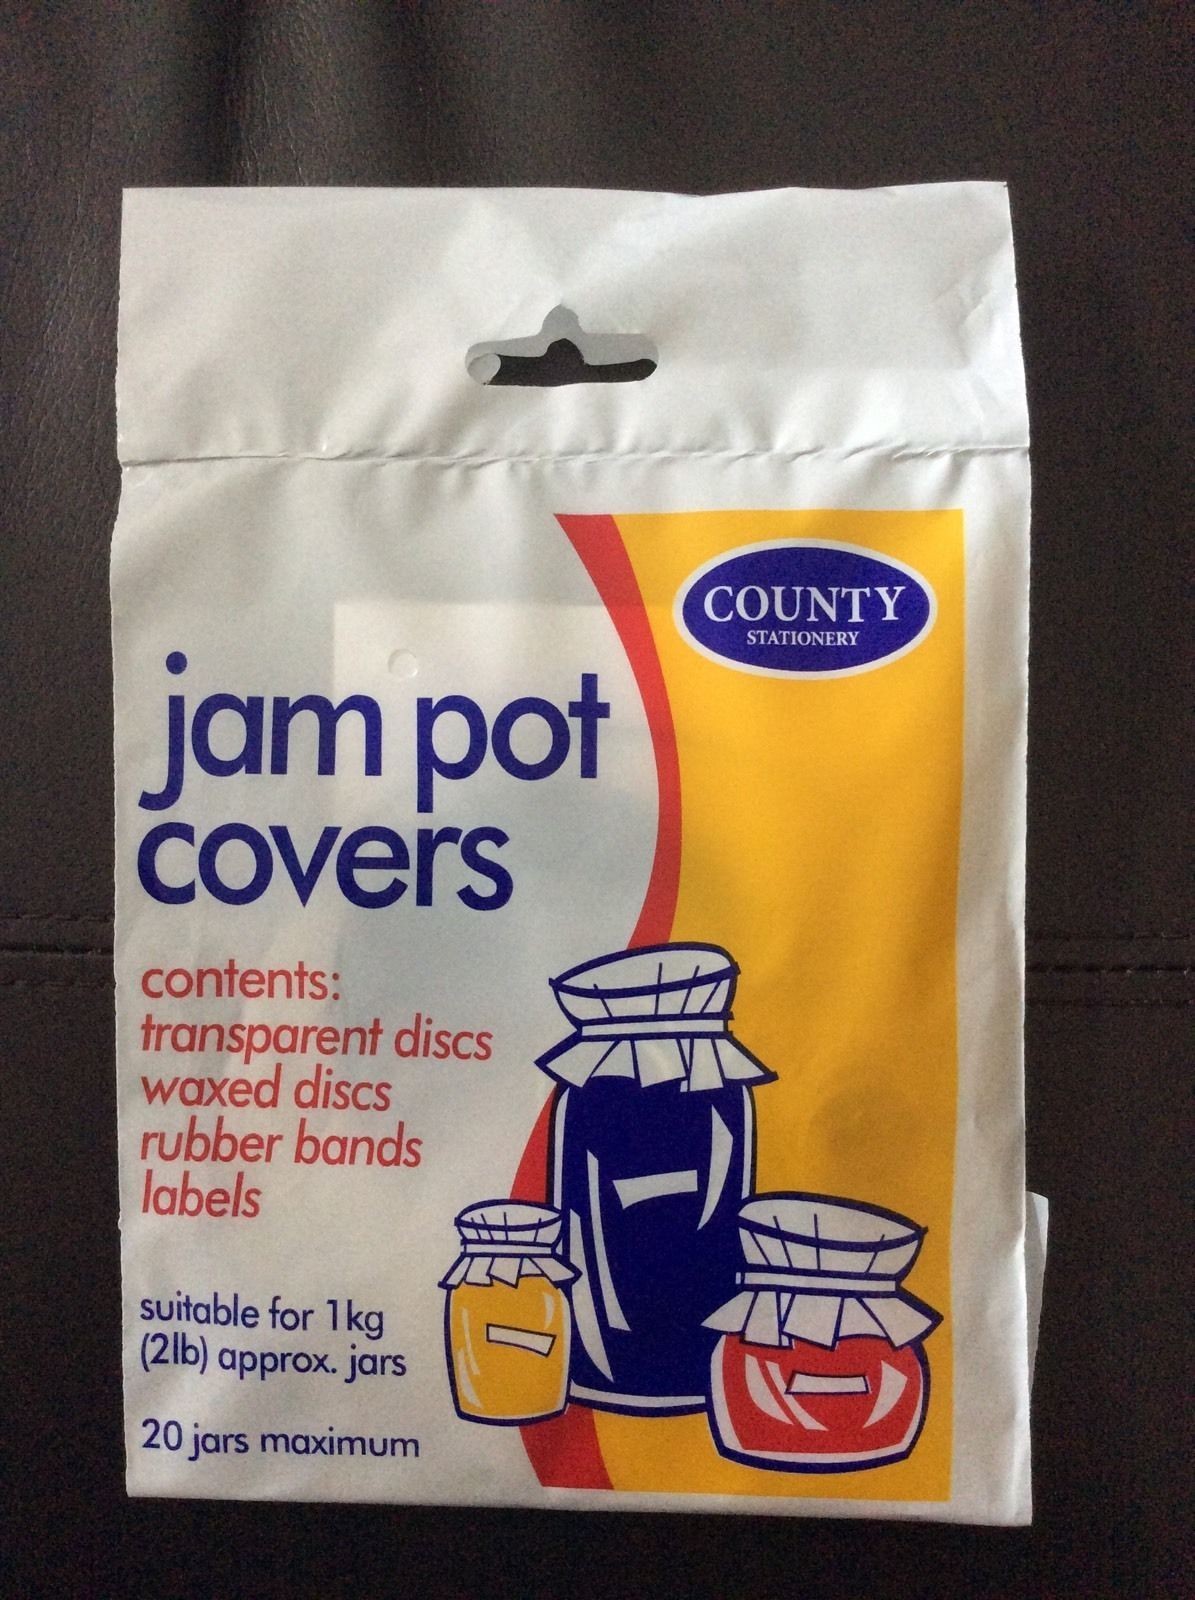 COUNTY
STATIONERY
jam pot
covers
contents:
transparent discs
waxed discs
rubber bands
labels
suitable for 1kg
(2lb) approx. jars
20 jars maximum